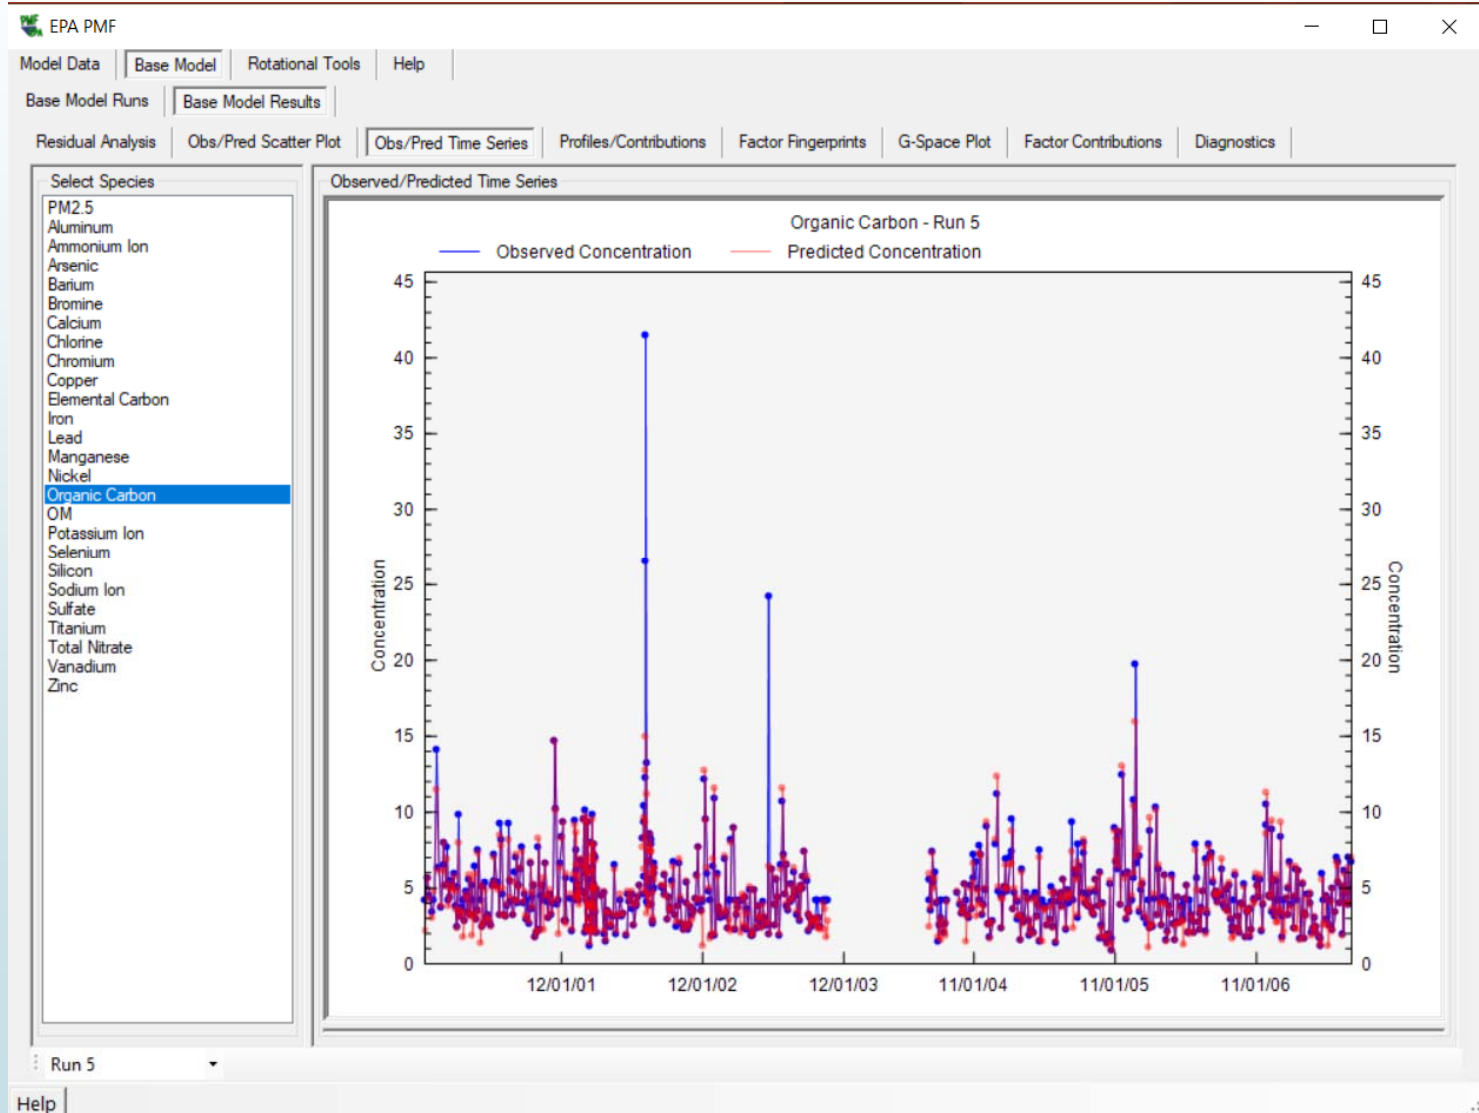 EPA PMF
Model Data Base Model Rotational Tools Help
Base Model Runs Base Model Results
Residual Analysis Obs/Pred Scatter Plot Obs/Pred Time Series Profiles/Contributions Factor Fingerprints G-Space Plot Factor Contributions Diagnostics
Select Species
PM2.5
Aluminum
Ammonium Ion
Arsenic
Barium
Bromine
Calcium
Chlorine
Chromium
Copper
Elemental Carbon
Iron
Lead
Manganese
Nickel
Organic Carbon
OM
Potassium Ion
Selenium
Silicon
Sodium Ion
Sulfate
Titanium
Total Nitrate
Vanadium
Zinc
Observed/Predicted Time Series
Organic Carbon - Run 5
Observed Concentration Predicted Concentration
45 45
40 40
35 35
30 30
25 25
20 20
15 15
10 10
5 5
0 0
Concentration
Concentration
12/01/01 12/01/02 12/01/03 11/01/04 11/01/05 11/01/06
Run 5
Help